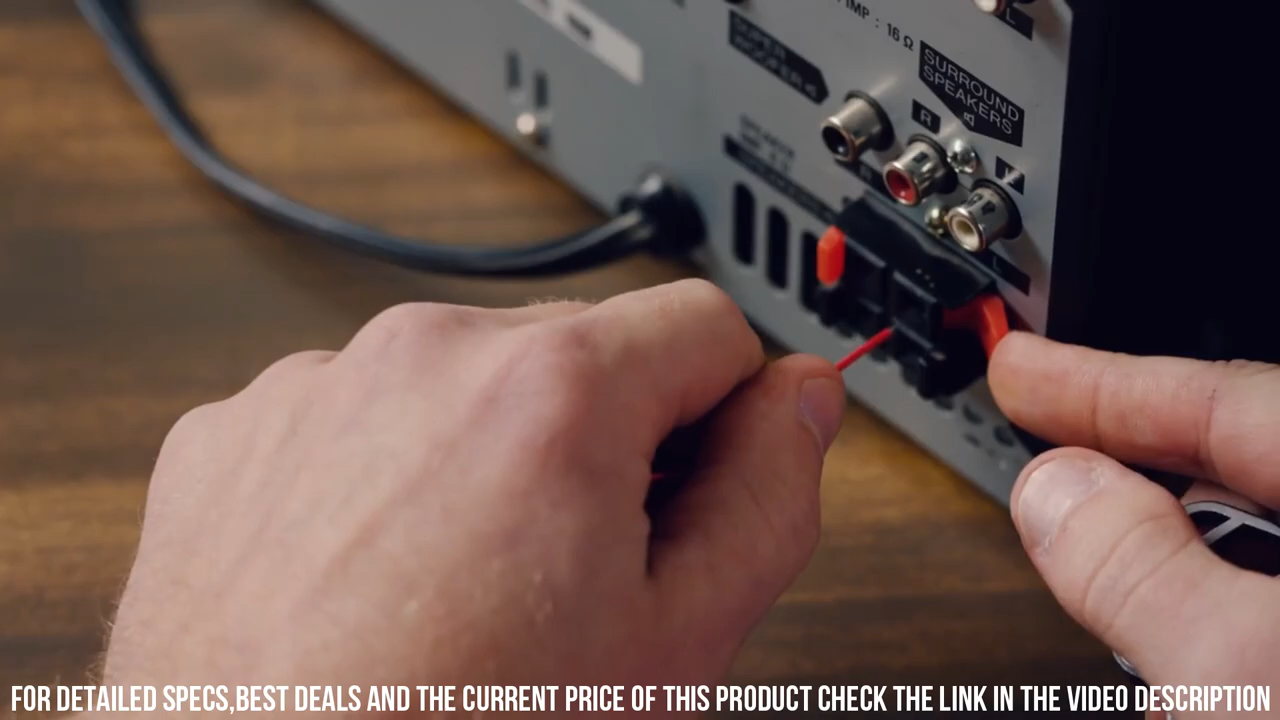 IMP : 16 Ω
L
SUPER
WOOFER
SURROUND
SPEAKERS
R
L
FOR DETAILED SPECS,BEST DEALS AND THE CURRENT PRICE OF THIS PRODUCT CHECK THE LINK IN THE VIDEO DESCRIPTION